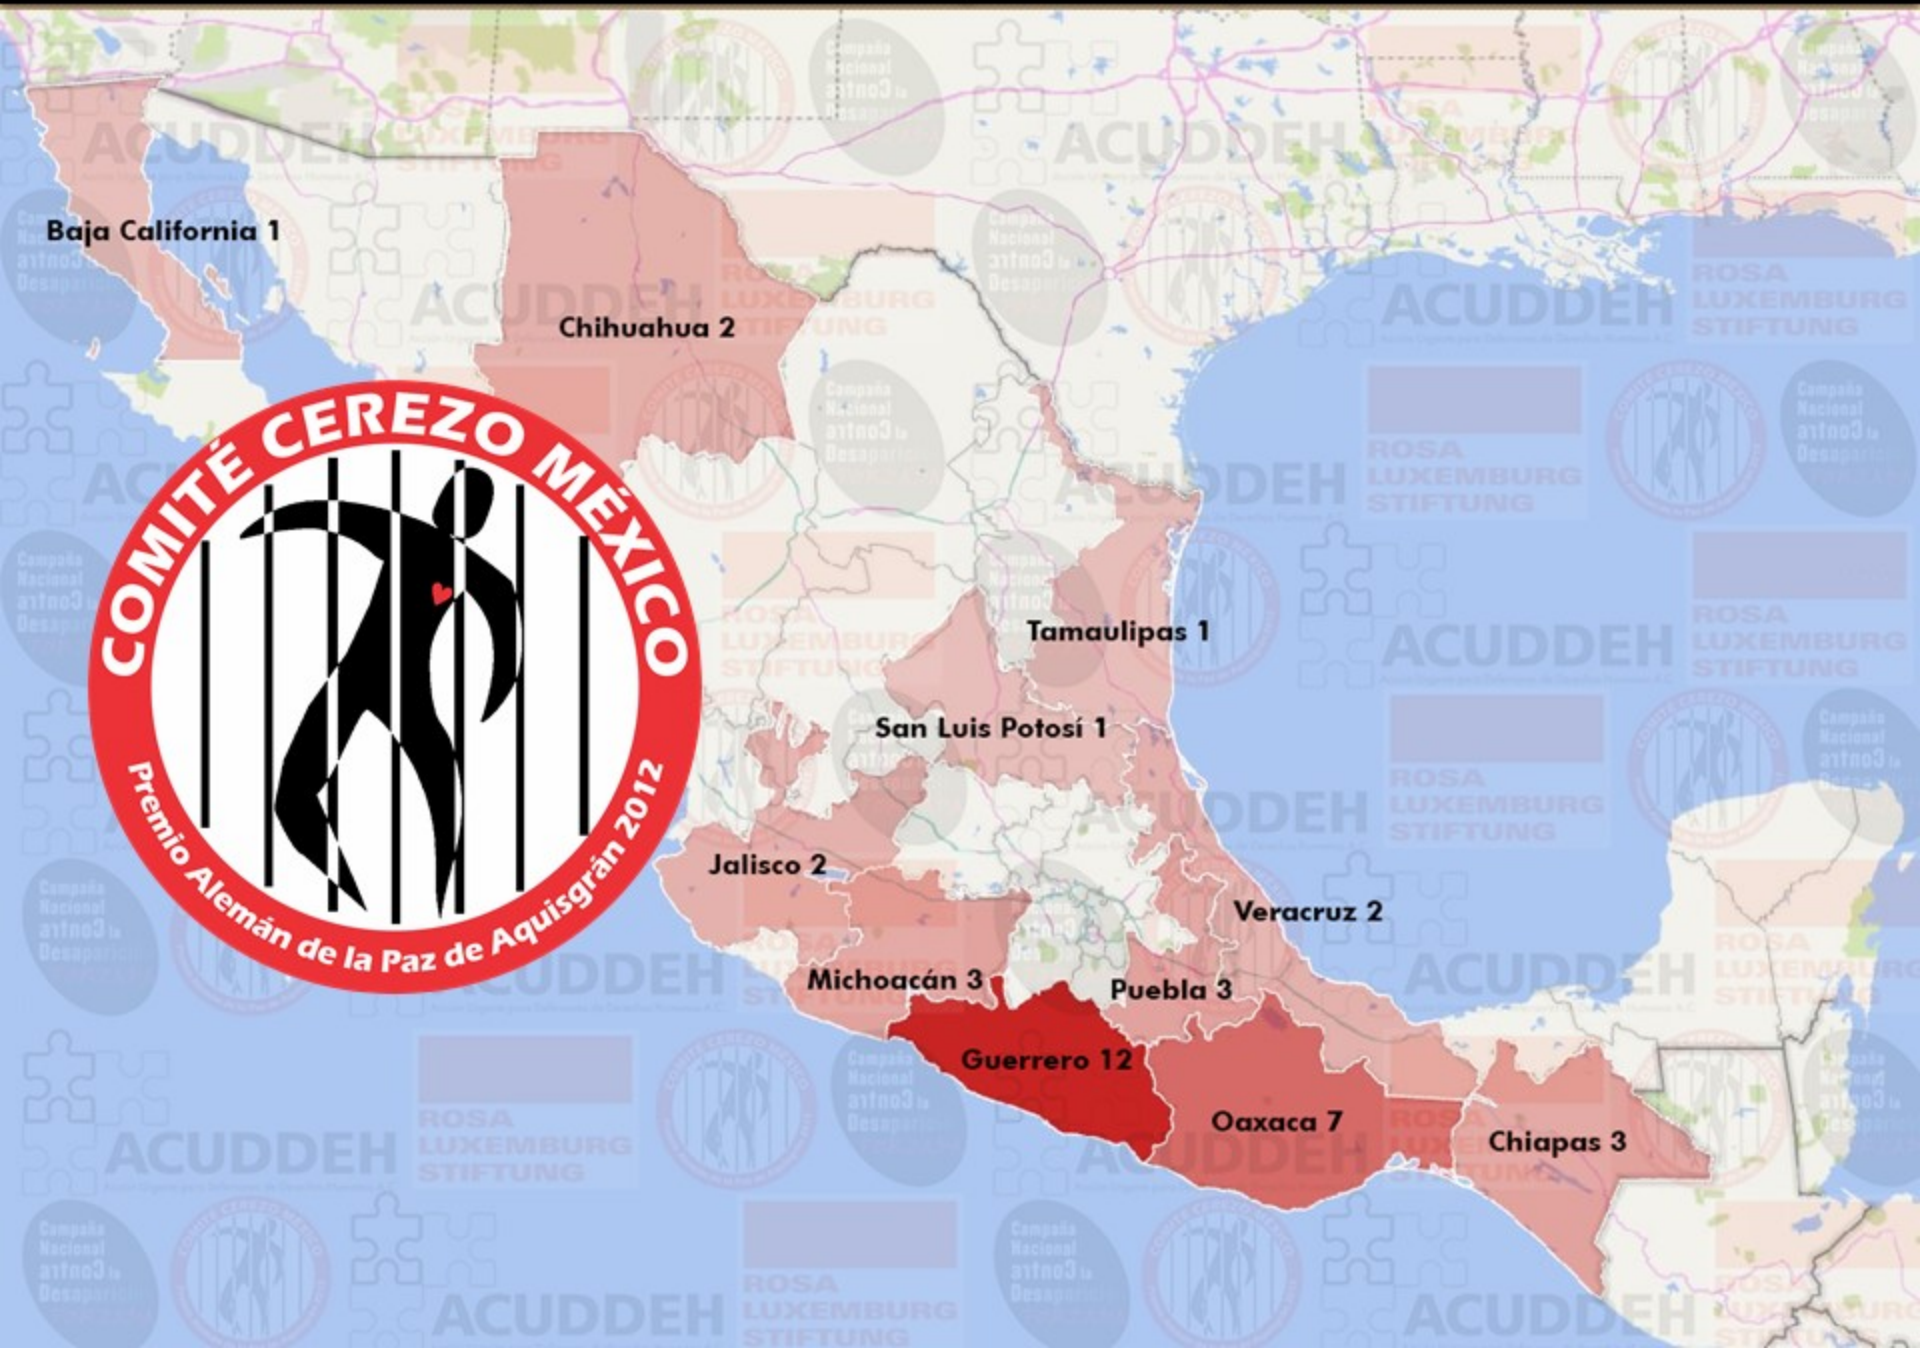 Baja California 1
Chihuahua 2
COMITÉ CEREZO MÉXICO
Premio Alemán de la Paz de Aquisgrán 2012
Tamaulipas 1
San Luis Potosí 1
Jalisco 2
Veracruz 2
Michoacán 3
Puebla 3
Guerrero 12
Oaxaca 7
Chiapas 3
ACUDDEH
ROSA
LUXEMBURG
STIFTUNG
Campaña
Nacional